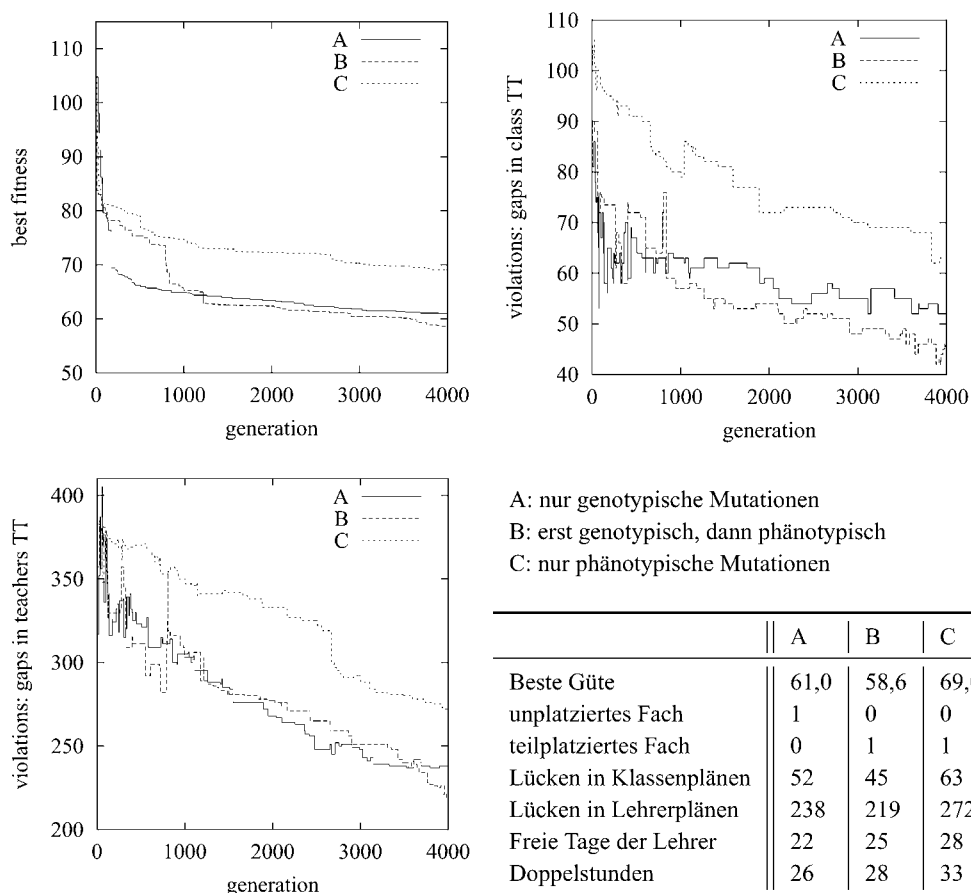 110
100
90
80
70
60
50
best fitness
A
B
C
0
1000
2000
3000
4000
generation
110
100
90
80
70
60
50
40
violations: gaps in class TT
A
B
C
0
1000
2000
3000
4000
generation
400
350
300
250
200
violations: gaps in teachers TT
A
B
C
0
1000
2000
3000
4000
generation
A: nur genotypische Mutationen
B: erst genotypisch, dann phänotypisch
C: nur phänotypische Mutationen
A B C
Beste Güte 61,0 58,6 69,
unplatziertes Fach 1 0 0
teilplatziertes Fach 0 1 1
Lücken in Klassenplänen 52 45 63
Lücken in Lehrerplänen 238 219 272
Freie Tage der Lehrer 22 25 28
Doppelstunden 26 28 33